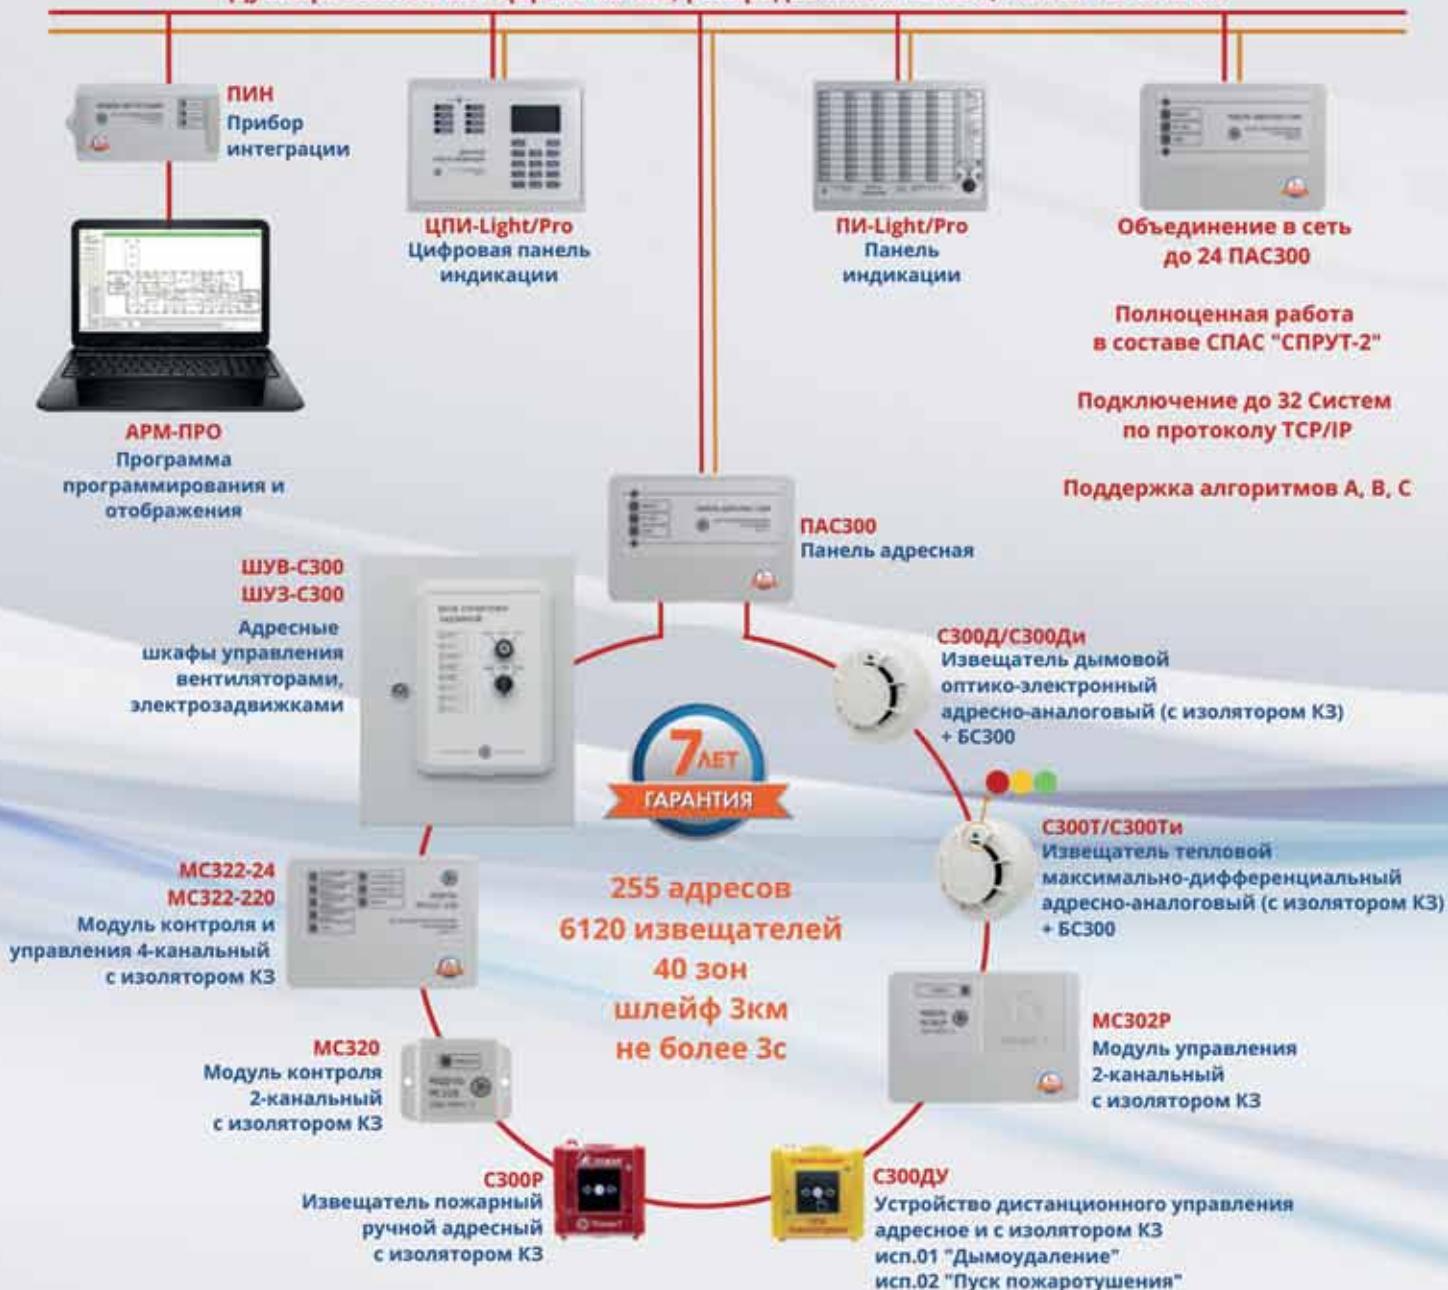 ПИН
Прибор
интеграции
ЦПИ-Light/Pro
Цифровая панель
индикации
ПИ-Light/Pro
Панель
индикации
Объединение в сеть
до 24 ПАС300
Полноценная работа
в составе СПАС "СПРУТ-2"
Подключение до 32 Систем
по протоколу TCP/IP
Поддержка алгоритмов А, В, С
АРМ-ПРО
Программа
программирования и
отображения
ПАС300
Панель адресная
ШУВ-С300
ШУЗ-С300
Адресные
шкафы управления
вентиляторами,
электрозадвижками
С300Д/С300Ди
Извещатель дымовой
оптико-электронный
адресно-аналоговый (с изолятором КЗ)
+ БС300
7 ЛЕТ
ГАРАНТИЯ
С300Т/С300Ти
Извещатель тепловой
максимально-дифференциальный
адресно-аналоговый (с изолятором КЗ)
+ БС300
МС322-24
МС322-220
Модуль контроля и
управления 4-канальный
с изолятором КЗ
255 адресов
6120 извещателей
40 зон
шлейф 3км
не более 3с
МС320
Модуль контроля
2-канальный
с изолятором КЗ
МС302Р
Модуль управления
2-канальный
с изолятором КЗ
С300Р
Извещатель пожарный
ручной адресный
с изолятором КЗ
С300ДУ
Устройство дистанционного управления
адресное и с изолятором КЗ
исп.01 "Дымоудаление"
исп.02 "Пуск пожаротушения"